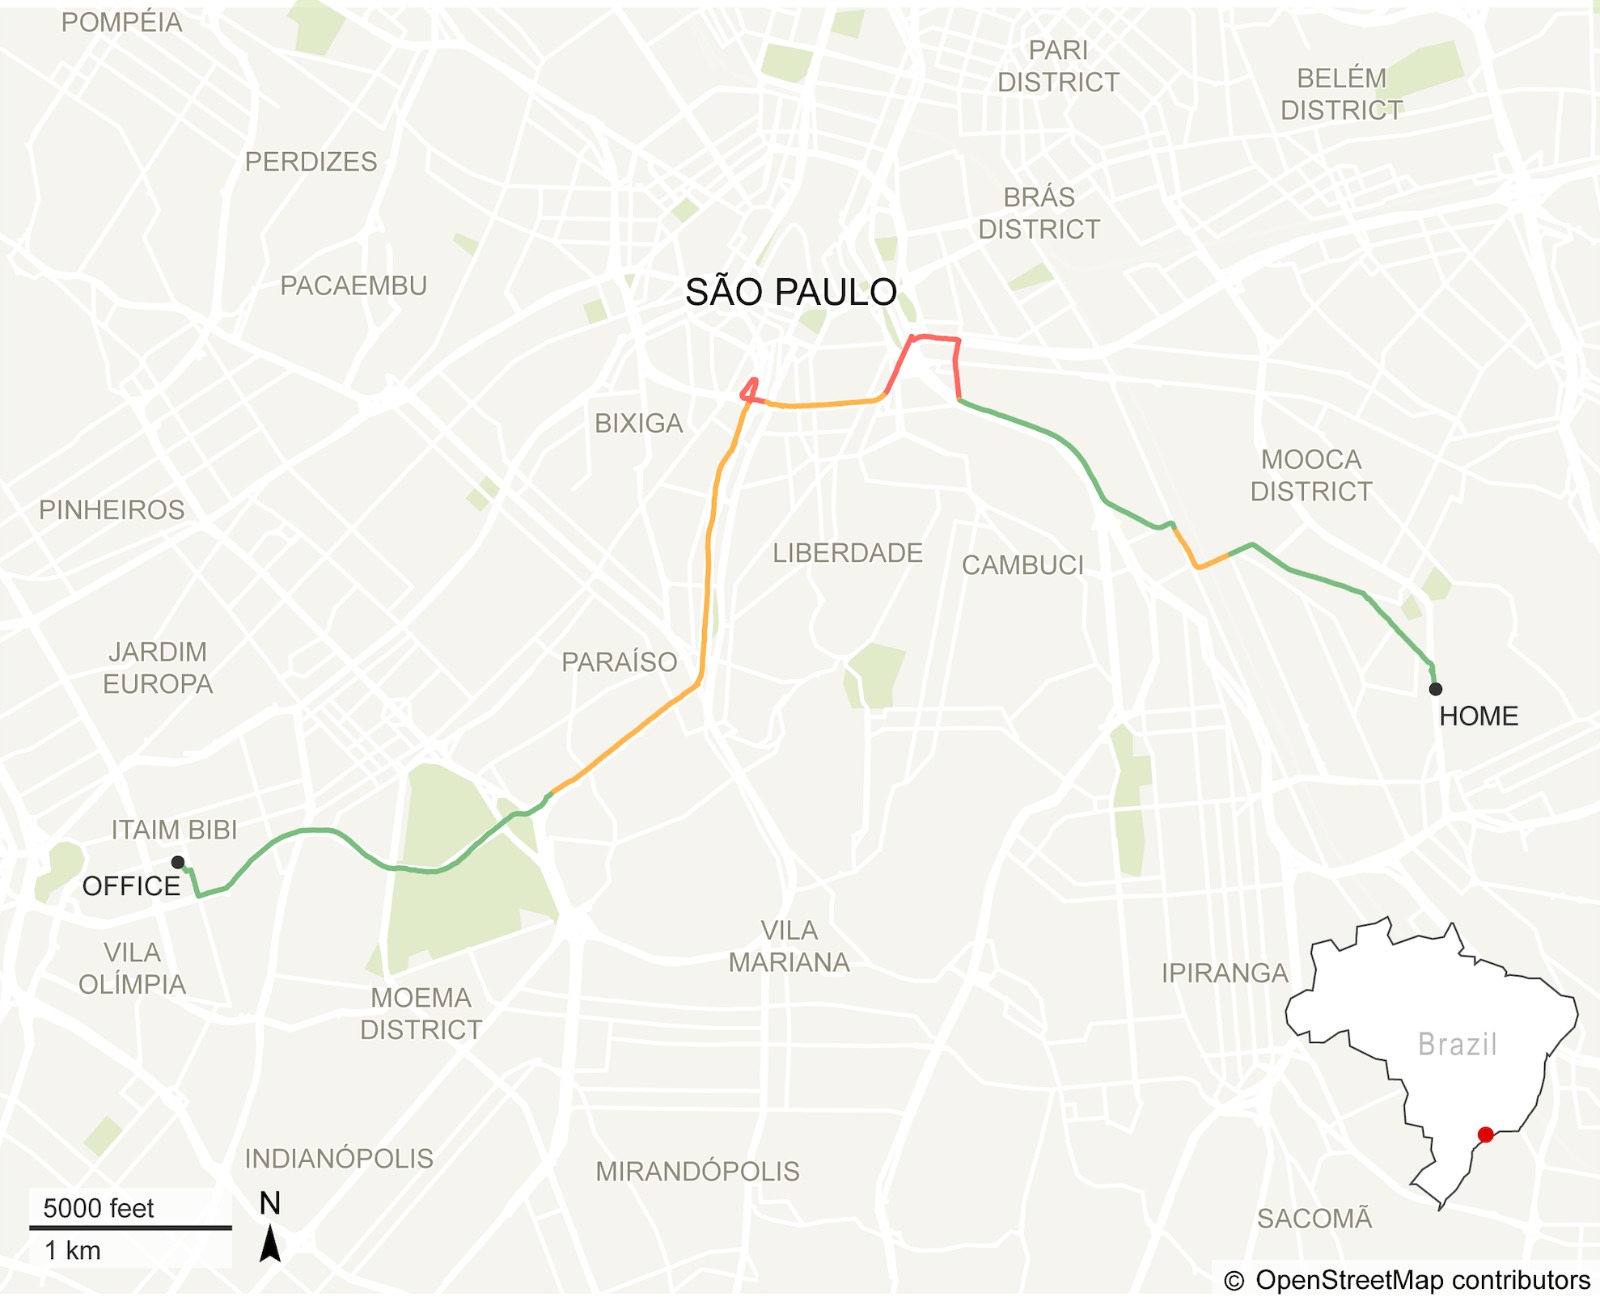 POMPÉIA
PARI
DISTRICT
BELÉM
DISTRICT
PERDIZES
BRÁS
DISTRICT
PACAEMBU
SÃO PAULO
BIXIGA
MOOCA
DISTRICT
PINHEIROS
LIBERDADE
CAMBUCI
JARDIM
EUROPA
PARAÍSO
HOME
ITAIM BIBI
OFFICE
VILA
OLÍMPIA
VILA
MARIANA
IPIRANGA
MOEMA
DISTRICT
Brazil
INDIANÓPOLIS
MIRANDÓPOLIS
SACOMÃ
5000 feet
1 km
N
© OpenStreetMap contributors